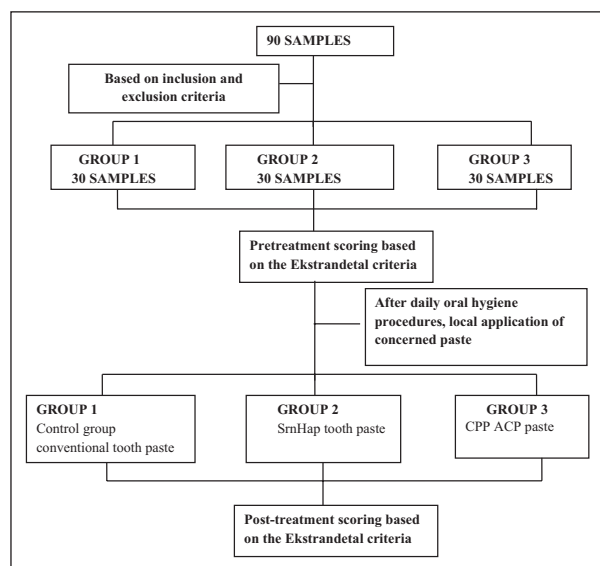 90 SAMPLES
Based on inclusion and
exclusion criteria
GROUP 1
30 SAMPLES
GROUP 2
30 SAMPLES
GROUP 3
30 SAMPLES
Pretreatment scoring based
on the Ekstrandetal criteria
After daily oral hygiene
procedures, local application of
concerned paste
GROUP 1
Control group
conventional tooth paste
GROUP 2
SrnHap tooth paste
GROUP 3
CPP ACP paste
Post-treatment scoring based
on the Ekstrandetal criteria